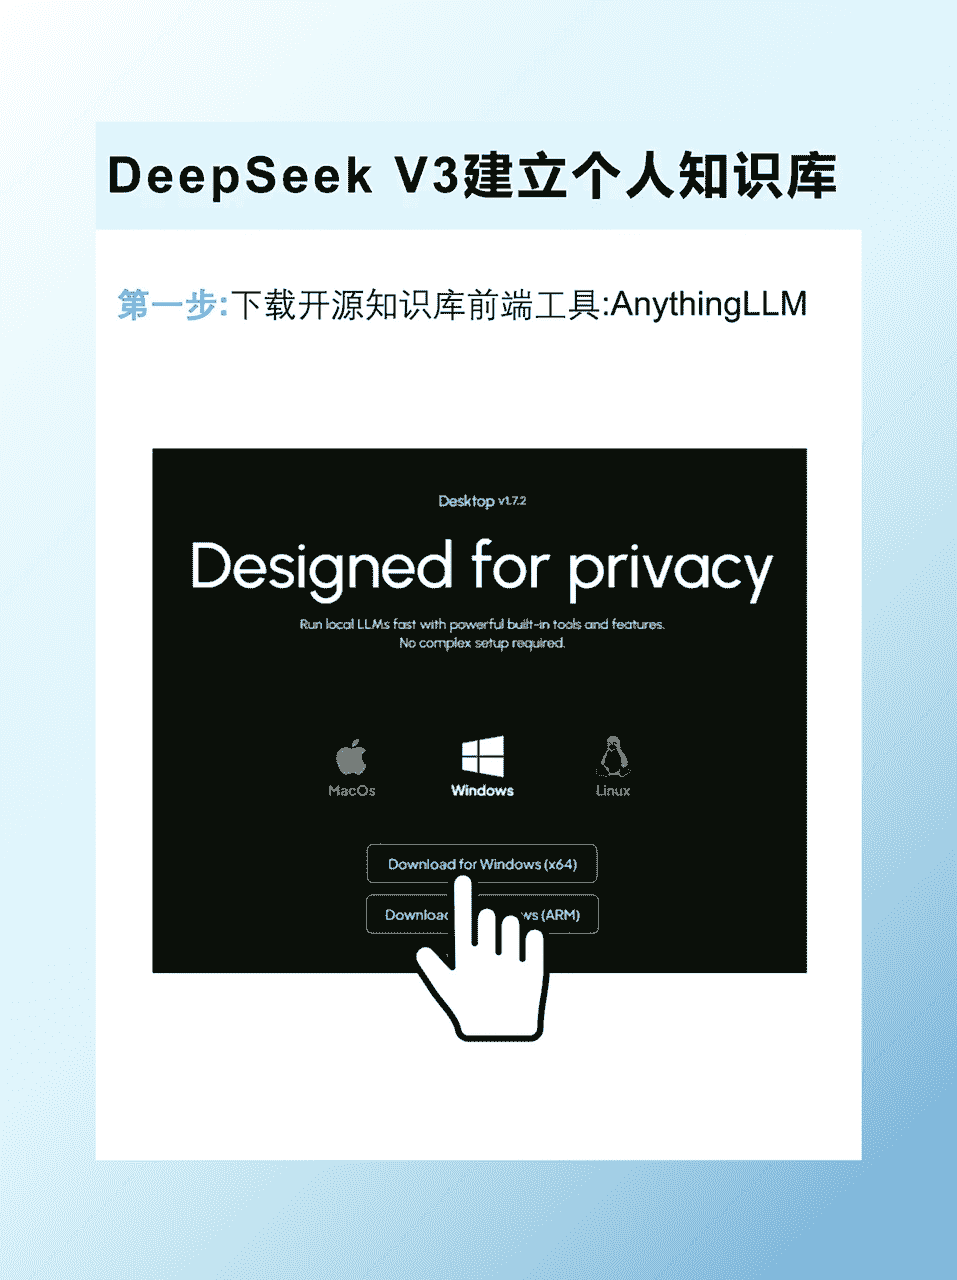 DeepSeek V3建立个人知识库
第一步:下载开源知识库前端工具:AnythingLLM
Desktop v1.7.2
Designed for privacy
Run local LLMs fast with powerful built-in tools and features.
No complex setup required.
MacOs
Windows
Linux
Download for Windows (x64)
Download ws (ARM)